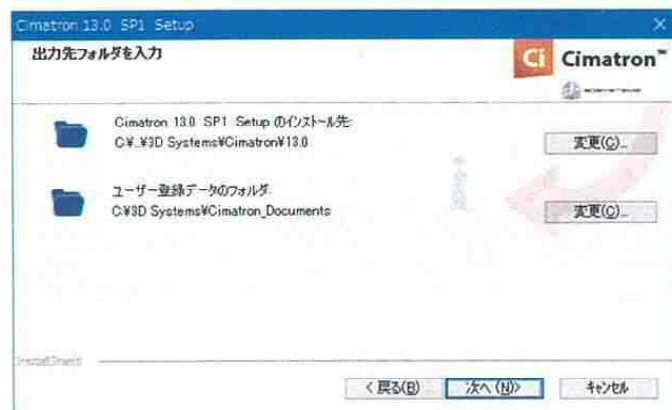 Cimatron 13.0 SP1 Setup
出力先フォルダを入力
Ci Cimatron™
Cimatron 13.0 SP1 Setup のインストール先:
C:¥...¥3D Systems¥Cimatron¥13.0
変更(C)...
ユーザー登録データのフォルダ:
C:¥3D Systems¥Cimatron_Documents
変更(C)...
InstallShield
< 戻る(B)
次へ(N)>
キャンセル